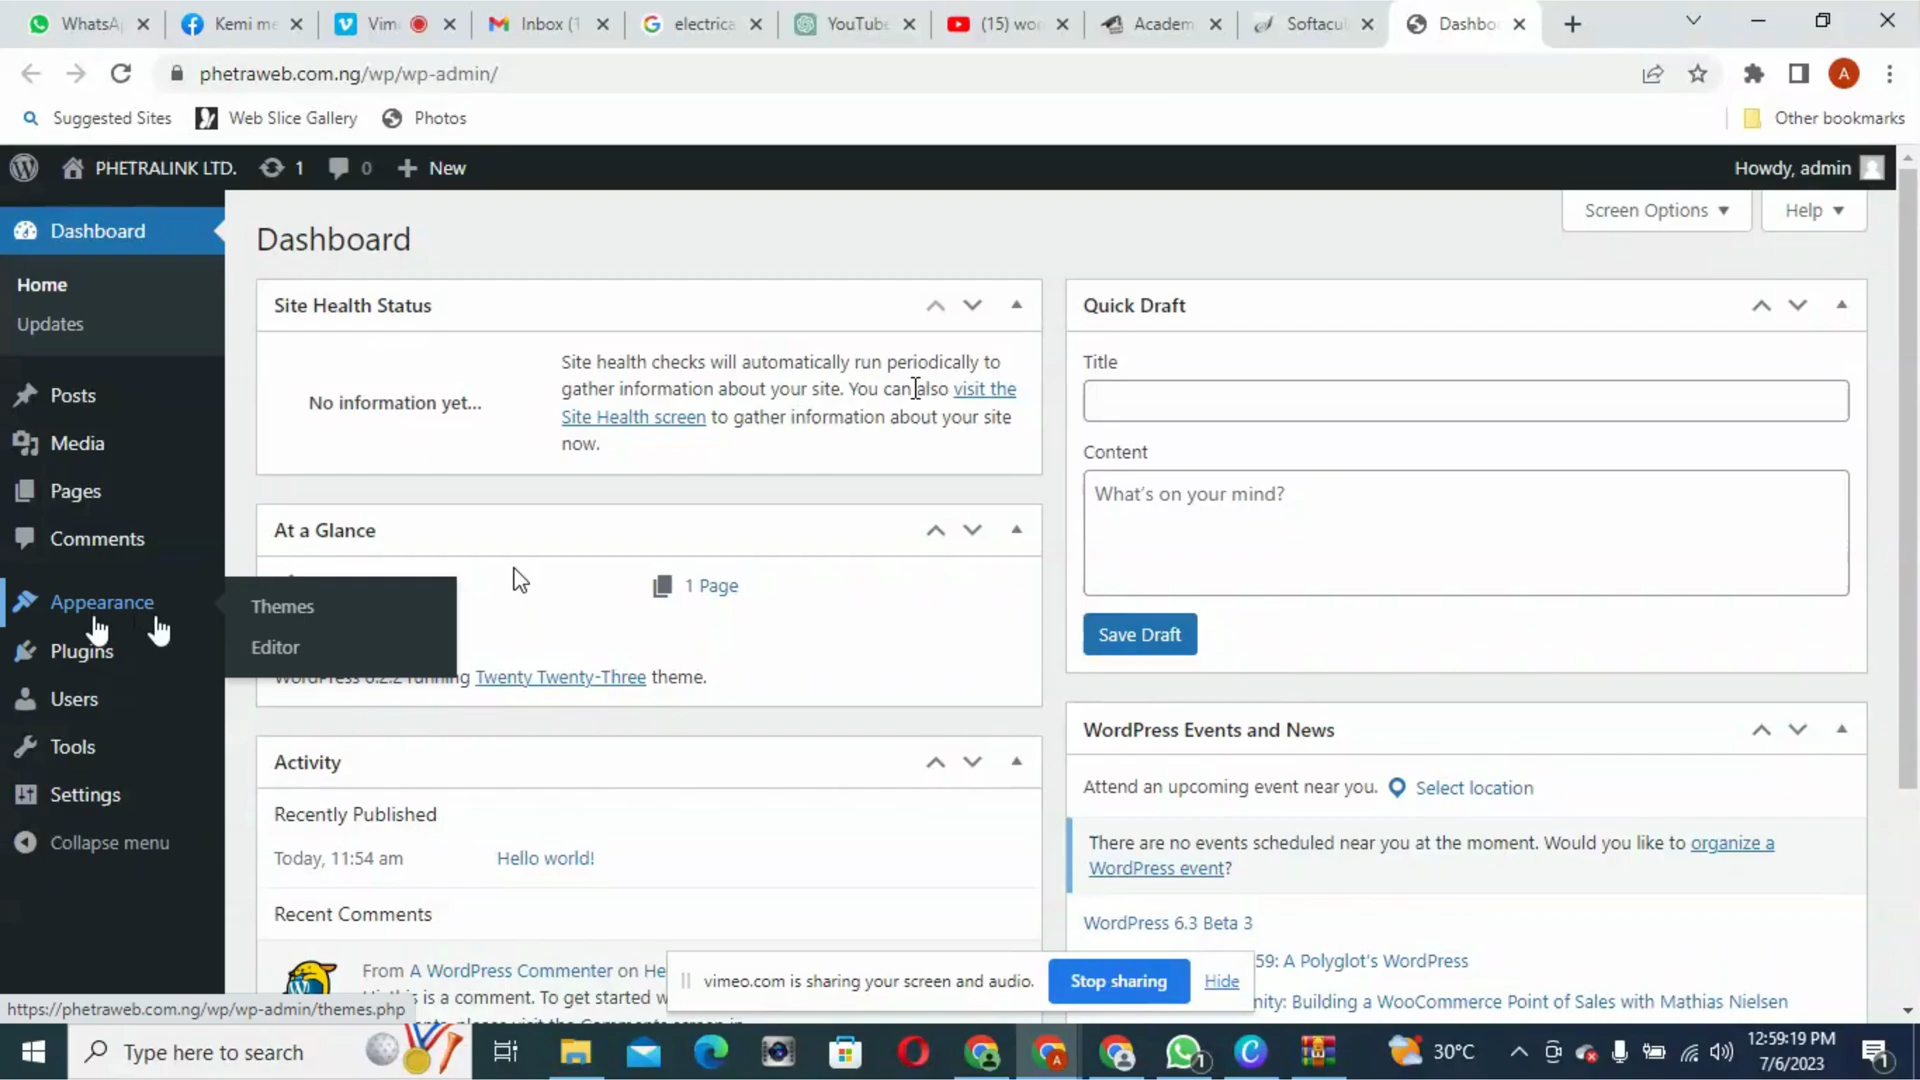 WhatsA
Kemi me
Vim
Inbox (1
electrica
YouTube
(15) wo
Academ
Softacul
Dashbo
phetraweb.com.ng/wp/wp-admin/
A
Suggested Sites
Web Slice Gallery
Photos
Other bookmarks
PHETRALINK LTD.
1
0
New
Howdy, admin
Dashboard
Home
Updates
Posts
Media
Pages
Comments
Appearance
Plugins
Users
Tools
Settings
Collapse menu
Themes
Editor
Screen Options
Help
Dashboard
Site Health Status
No information yet...
Site health checks will automatically run periodically to
gather information about your site. You can also visit the
Site Health screen to gather information about your site
now.
At a Glance
1 Page
WordPress 6.2.2 running Twenty Twenty-Three theme.
Activity
Recently Published
Today, 11:54 am
Hello world!
Recent Comments
From A WordPress Commenter on He
this is a comment. To get started w
Quick Draft
Title
Content
What's on your mind?
Save Draft
WordPress Events and News
Attend an upcoming event near you.
Select location
There are no events scheduled near you at the moment. Would you like to organize a
WordPress event?
WordPress 6.3 Beta 3
59: A Polyglot's WordPress
nity: Building a WooCommerce Point of Sales with Mathias Nielsen
vimeo.com is sharing your screen and audio.
Stop sharing
Hide
https://phetraweb.com.ng/wp/wp-admin/themes.php
Type here to search
1
30°C
12:59:19 PM
7/6/2023
1